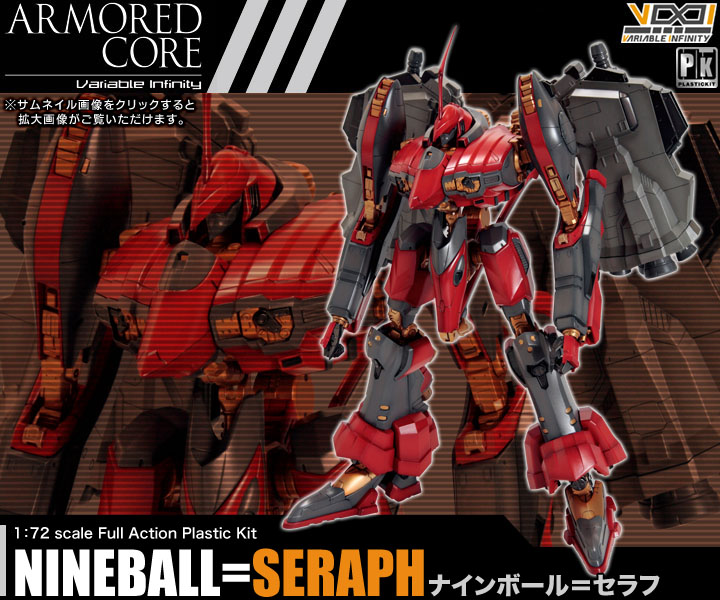 ARMORED
CORE
Variable Infinity
※サムネイル画像をクリックすると
拡大画像がご覧いただけます。
VI
VARIABLE INFINITY
PK
PLASTICKIT
1:72 scale Full Action Plastic Kit
NINEBALL=SERAPH ナインボール=セラフ